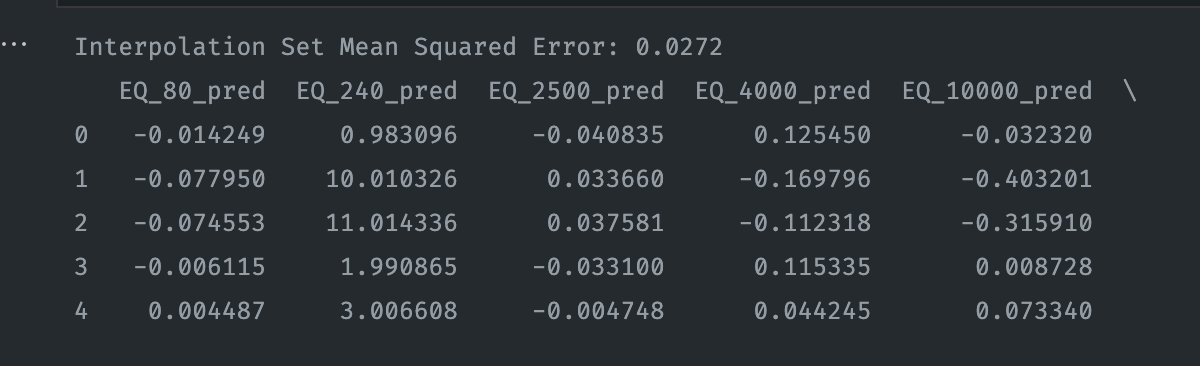 ... Interpolation Set Mean Squared Error: 0.0272
EQ_80_pred EQ_240_pred EQ_2500_pred EQ_4000_pred EQ_10000_pred \
0 -0.014249 0.983096 -0.040835 0.125450 -0.032320
1 -0.077950 10.010326 0.033660 -0.169796 -0.403201
2 -0.074553 11.014336 0.037581 -0.112318 -0.315910
3 -0.006115 1.990865 -0.033100 0.115335 0.008728
4 0.004487 3.006608 -0.004748 0.044245 0.073340